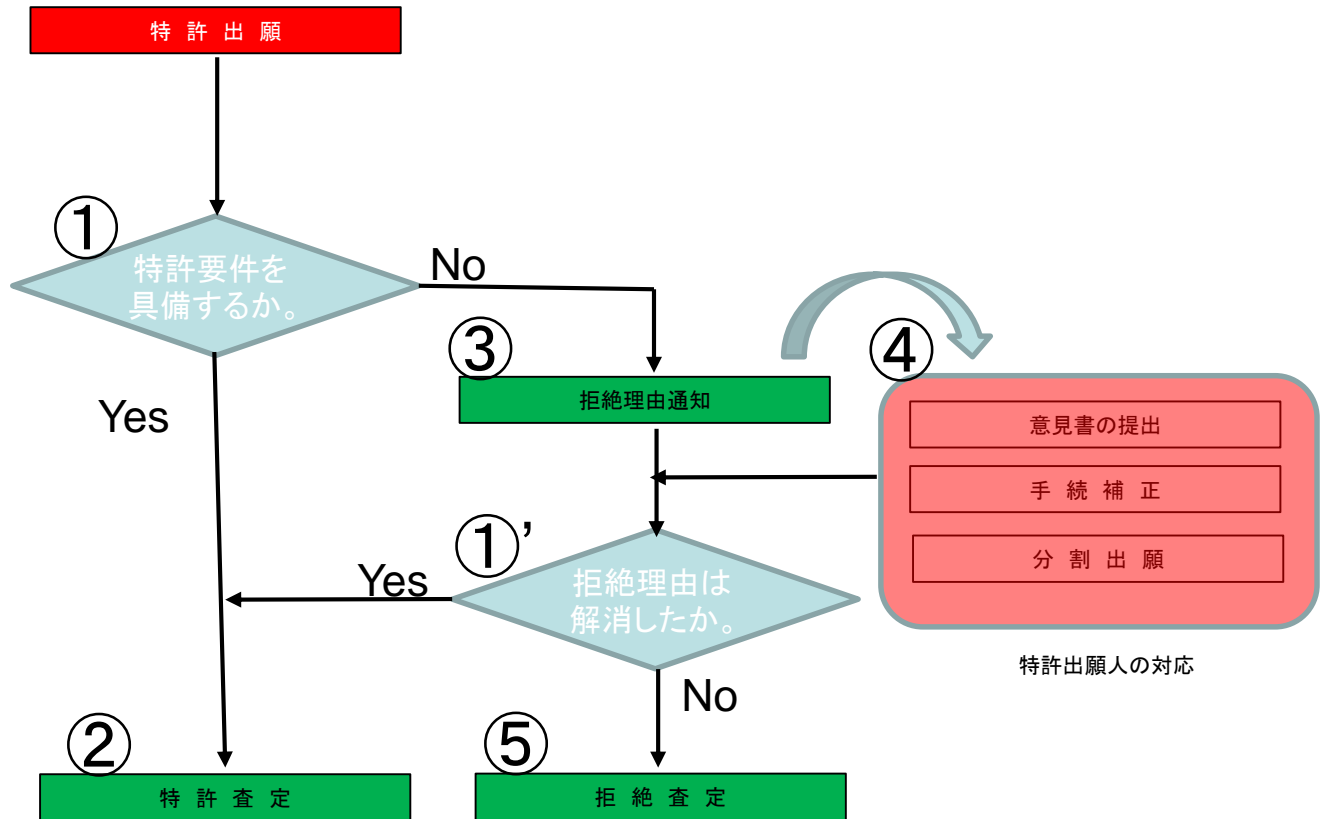 特 許 出 願
①
特許要件を
具備するか。
No
Yes
③
拒絶理由通知
④
意見書の提出
手 続 補 正
分 割 出 願
特許出願人の対応
①’
拒絶理由は
解消したか。
Yes
No
②
特 許 査 定
⑤
拒 絶 査 定